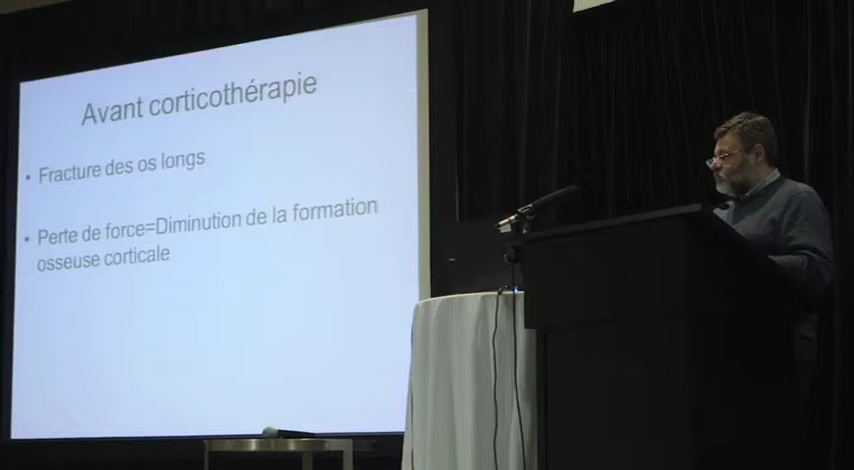 Avant corticothérapie
• Fracture des os longs
• Perte de force=Diminution de la formation
osseuse corticale.